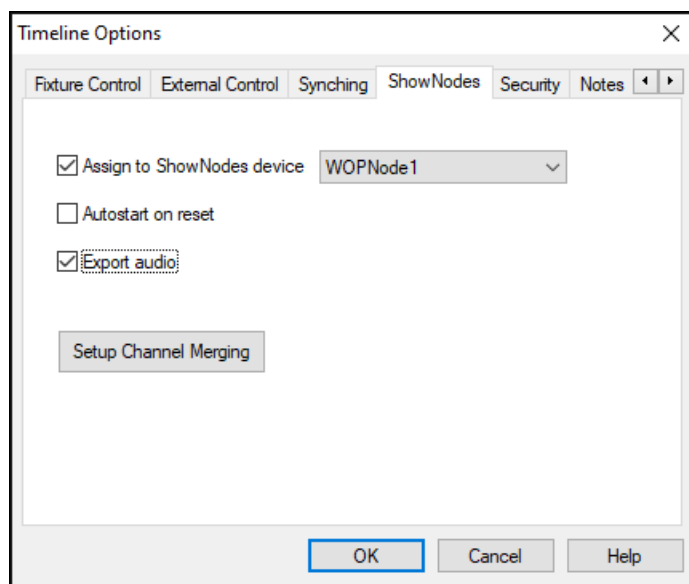 Timeline Options
Fixture Control External Control Synching ShowNodes Security Notes
Assign to ShowNodes device WOPNode1
Autostart on reset
Export audio
Setup Channel Merging
OK Cancel Help